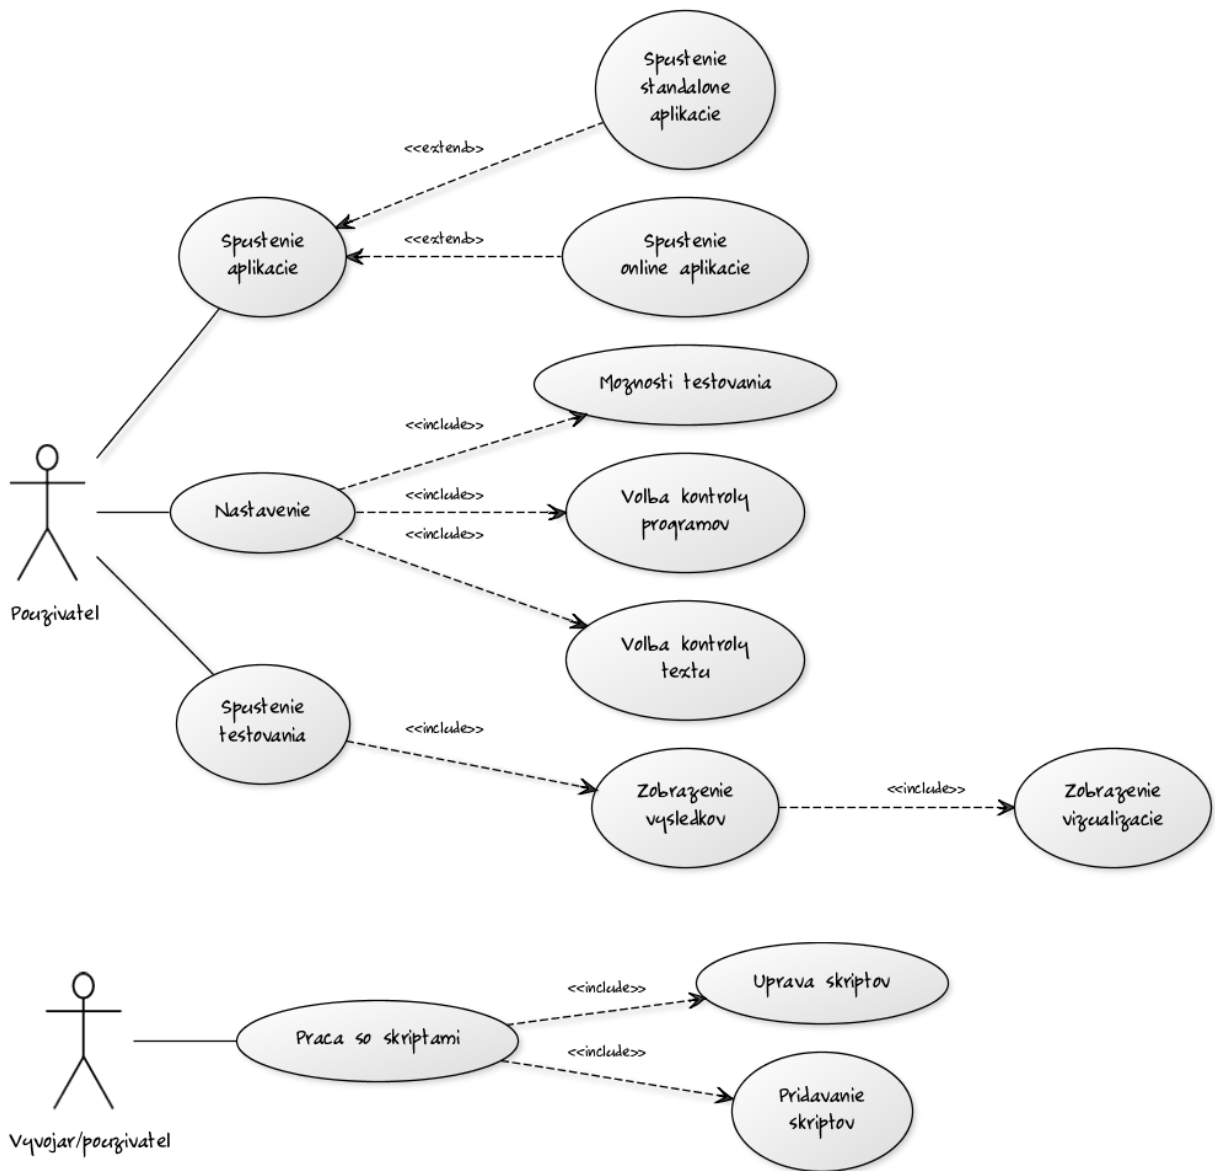 Spustenie
standalone
aplikacie
<<extend>>
Spustenie
aplikacie
<<extend>>
Spustenie
online aplikacie
Moznosti testovania
<<include>>
Nastavenie
<<include>>
Volba kontroly
programov
<<include>>
Pouzivatel
Volba kontroly
textu
Spustenie
testovania
<<include>>
Zobrazenie
vysledkov
<<include>>
Zobrazenie
vizualizacie
Uprava skriptov
<<include>>
Praca so skriptami
<<include>>
Pridavanie
skriptov
Vyvojar/pouzivatel